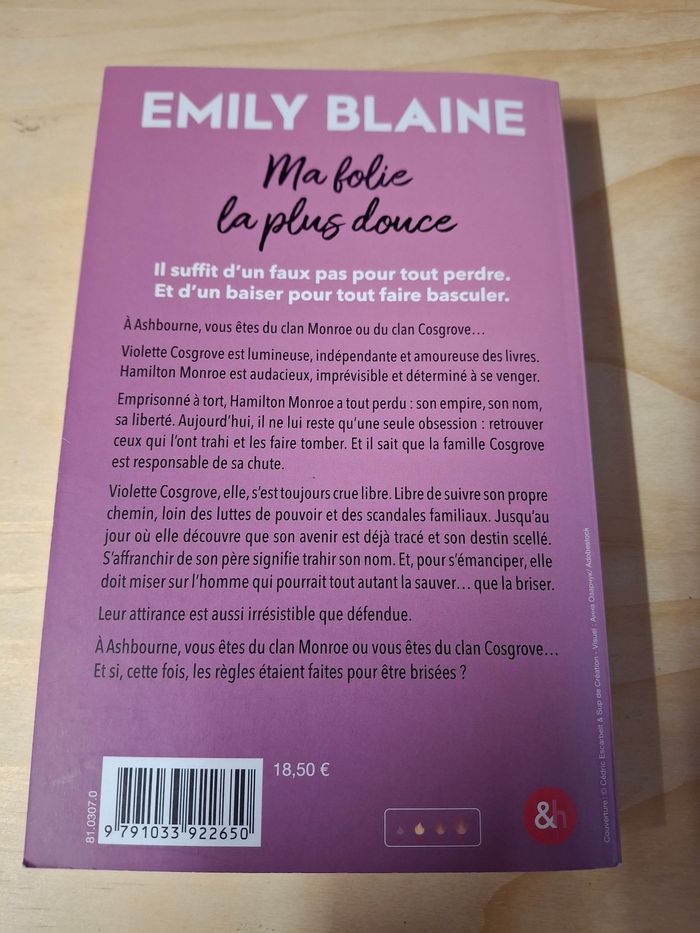 EMILY BLAINE
Ma folie
la plus douce
Il suffit d'un faux pas pour tout perdre.
Et d'un baiser pour tout faire basculer.
À Ashbourne, vous êtes du clan Monroe ou du clan Cosgrove…
Violette Cosgrove est lumineuse, indépendante et amoureuse des livres.
Hamilton Monroe est audacieux, imprévisible et déterminé à se venger.
Emprisonné à tort, Hamilton Monroe a tout perdu : son empire, son nom,
sa liberté. Aujourd'hui, il ne lui reste qu'une seule obsession : retrouver
ceux qui l'ont trahi et les faire tomber. Et il sait que la famille Cosgrove
est responsable de sa chute.
Violette Cosgrove, elle, s'est toujours crue libre. Libre de suivre son propre
chemin, loin des luttes de pouvoir et des scandales familiaux. Jusqu'au
jour où elle découvre que son avenir est déjà tracé et son destin scellé.
S'affranchir de son père signifie trahir son nom. Et, pour s'émanciper, elle
doit miser sur l'homme qui pourrait tout autant la sauver… que la briser.
Leur attirance est aussi irrésistible que défendue.
À Ashbourne, vous êtes du clan Monroe ou vous êtes du clan Cosgrove…
Et si, cette fois, les règles étaient faites pour être brisées ?
81.0307.0
9 791033 922650
18,50 €
&h
Couverture : © Cédric Escarbelt & Sup de Création - Visuel : Анна Озарчук/ Adobestock